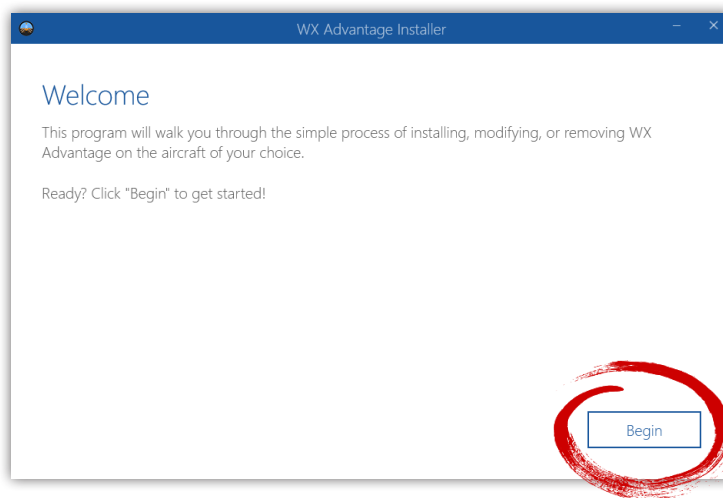 WX Advantage Installer
Welcome
This program will walk you through the simple process of installing, modifying, or removing WX
Advantage on the aircraft of your choice.
Ready? Click "Begin" to get started!
Begin